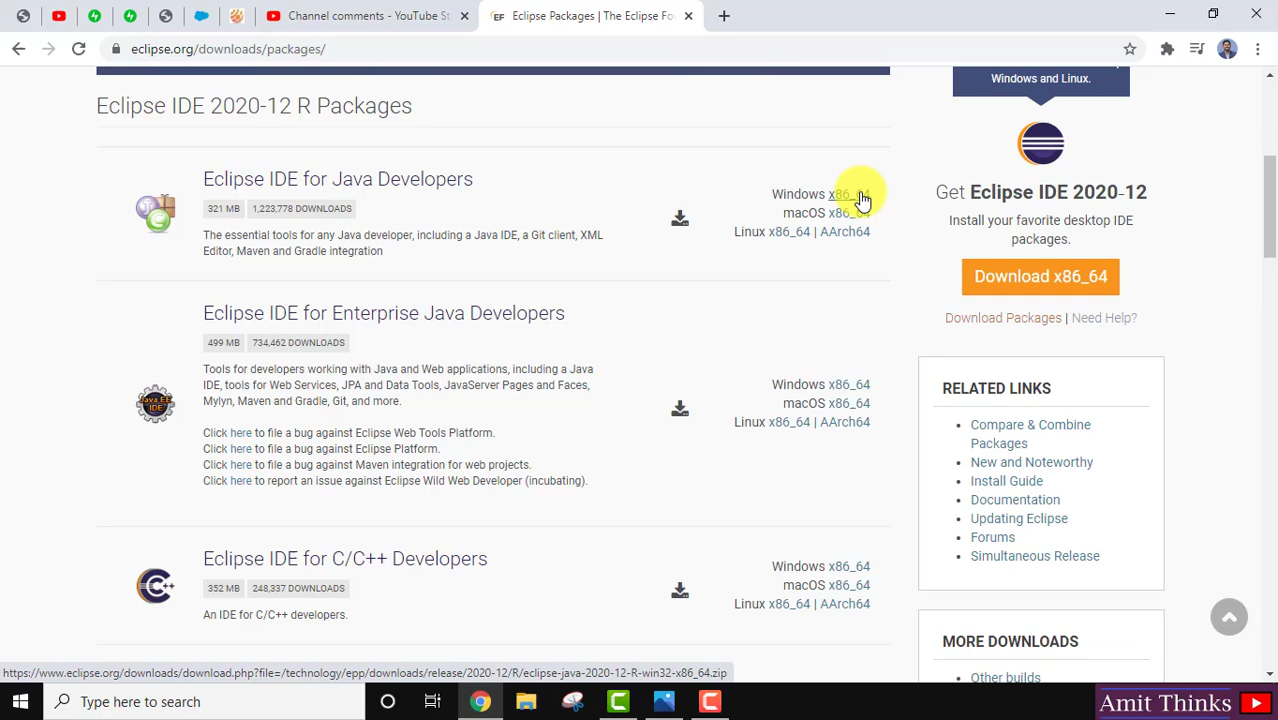 Channel comments - YouTube St
Eclipse Packages | The Eclipse Fou
eclipse.org/downloads/packages/
Windows and Linux.
Eclipse IDE 2020-12 R Packages
Eclipse IDE for Java Developers
321 MB
1,223,778 DOWNLOADS
The essential tools for any Java developer, including a Java IDE, a Git client, XML
Editor, Maven and Gradle integration
Windows x86_64
macOS x86_64
Linux x86_64 | AArch64
Eclipse IDE for Enterprise Java Developers
499 MB
734,462 DOWNLOADS
Tools for developers working with Java and Web applications, including a Java
IDE, tools for Web Services, JPA and Data Tools, JavaServer Pages and Faces,
Mylyn, Maven and Gradle, Git, and more.
Click here to file a bug against Eclipse Web Tools Platform.
Click here to file a bug against Eclipse Platform.
Click here to file a bug against Maven integration for web projects.
Click here to report an issue against Eclipse Wild Web Developer (incubating).
Windows x86_64
macOS x86_64
Linux x86_64 | AArch64
Eclipse IDE for C/C++ Developers
352 MB
248,337 DOWNLOADS
An IDE for C/C++ developers.
Windows x86_64
macOS x86_64
Linux x86_64 | AArch64
Get Eclipse IDE 2020-12
Install your favorite desktop IDE
packages.
Download x86_64
Download Packages | Need Help?
RELATED LINKS
Compare & Combine
Packages
New and Noteworthy
Install Guide
Documentation
Updating Eclipse
Forums
Simultaneous Release
MORE DOWNLOADS
Other builds
https://www.eclipse.org/downloads/download.php?file=/technology/epp/downloads/release/2020-12/R/eclipse-java-2020-12-R-win32-x86_64.zip
Type here to search
Amit Thinks